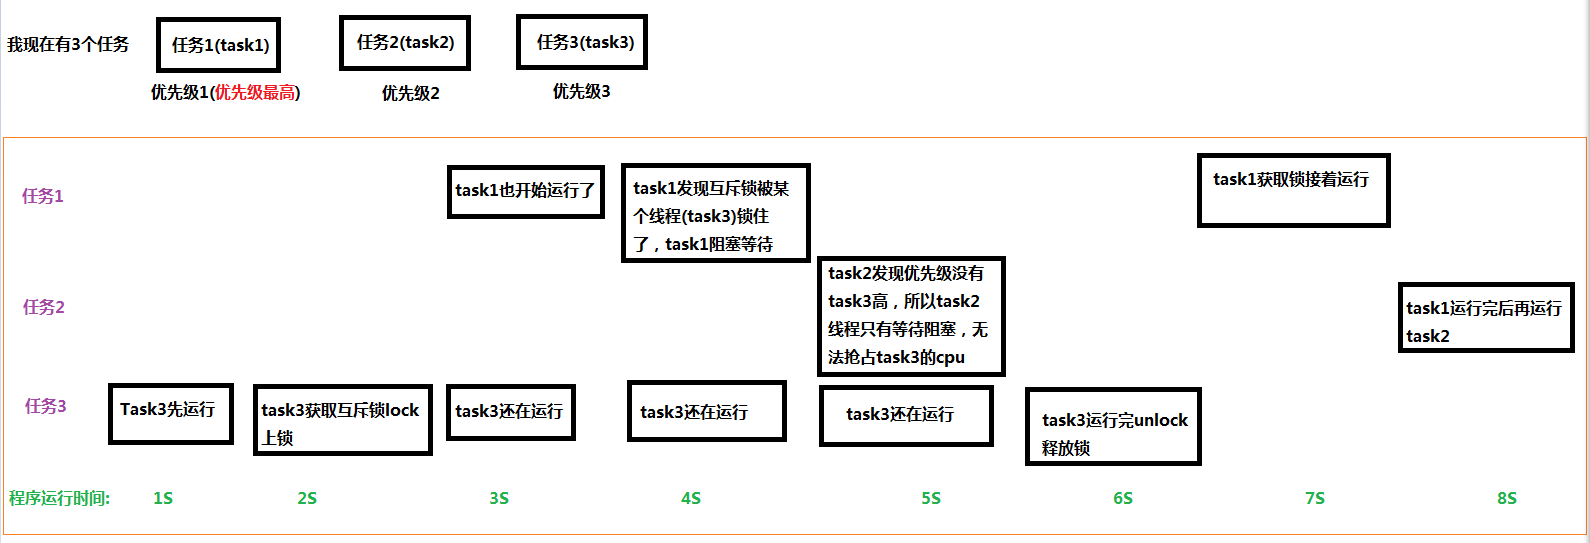 我现在有3个任务
任务1(task1)
任务2(task2)
任务3(task3)
优先级1(优先级最高)
优先级2
优先级3
任务1
task1也开始运行了
task1发现互斥锁被某
个线程(task3)锁住
了，task1阻塞等待
task1获取锁接着运行
任务2
task2发现优先级没有
task3高，所以task2
线程只有等待阻塞，无
法抢占task3的cpu
task1运行完后再运行
task2
任务3
Task3先运行
task3获取互斥锁lock
上锁
task3还在运行
task3还在运行
task3还在运行
task3运行完unlock
释放锁
程序运行时间:
1S
2S
3S
4S
5S
6S
7S
8S